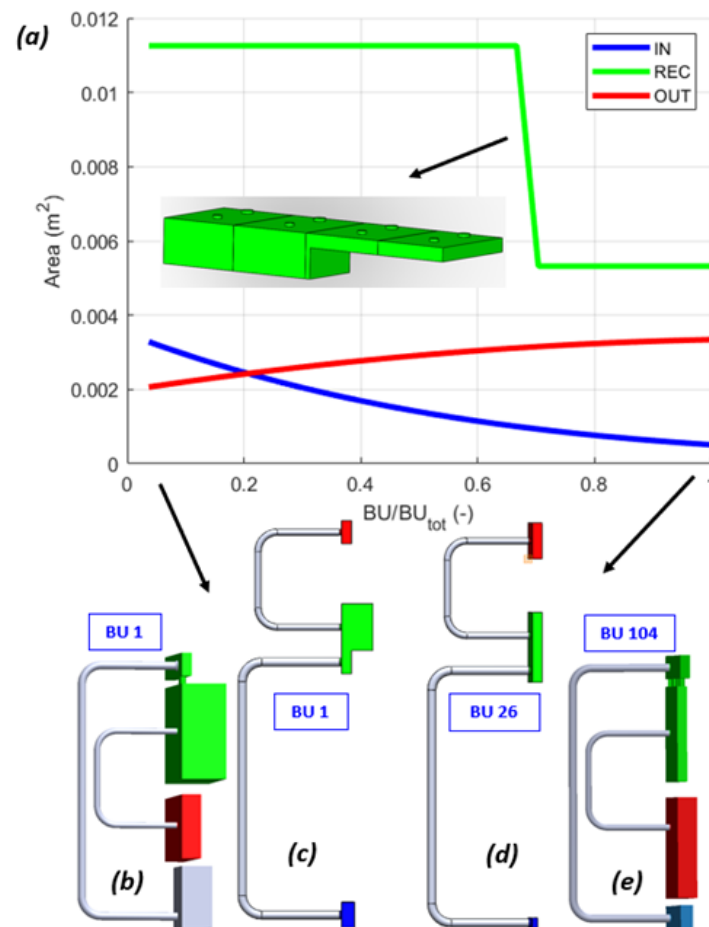 (a)
0.012
0.01
0.008
0.006
0.004
0.002
0
Area (m²)
IN
REC
OUT
0
0.2
0.4
0.6
0.8
BU/BU_tot (-)
BU 1
BU 1
BU 26
BU 104
(b)
(c)
(d)
(e)